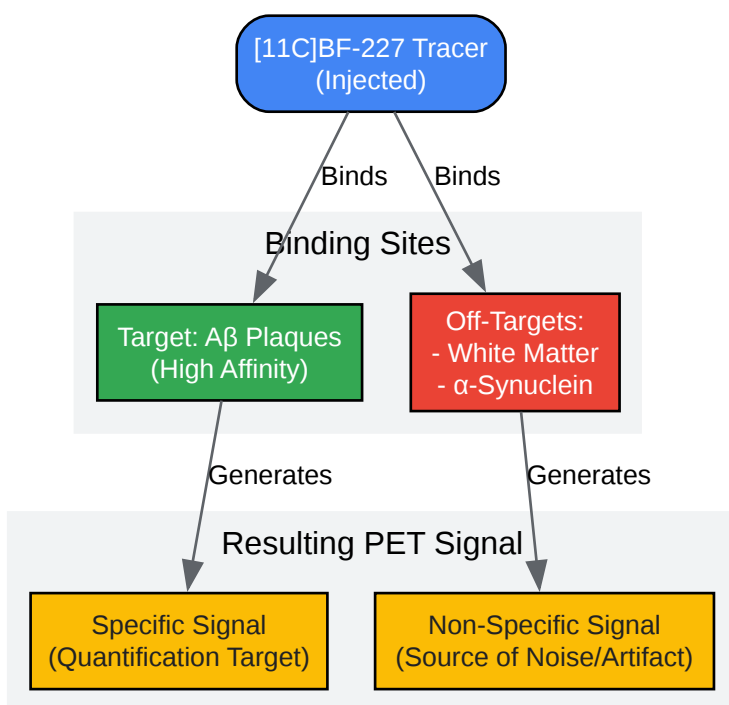 [11C]BF-227 Tracer
(Injected)
Binds
Binds
Binding Sites
Target: Aβ Plaques
(High Affinity)
Off-Targets:
- White Matter
- α-Synuclein
Generates
Generates
Resulting PET Signal
Specific Signal
(Quantification Target)
Non-Specific Signal
(Source of Noise/Artifact)